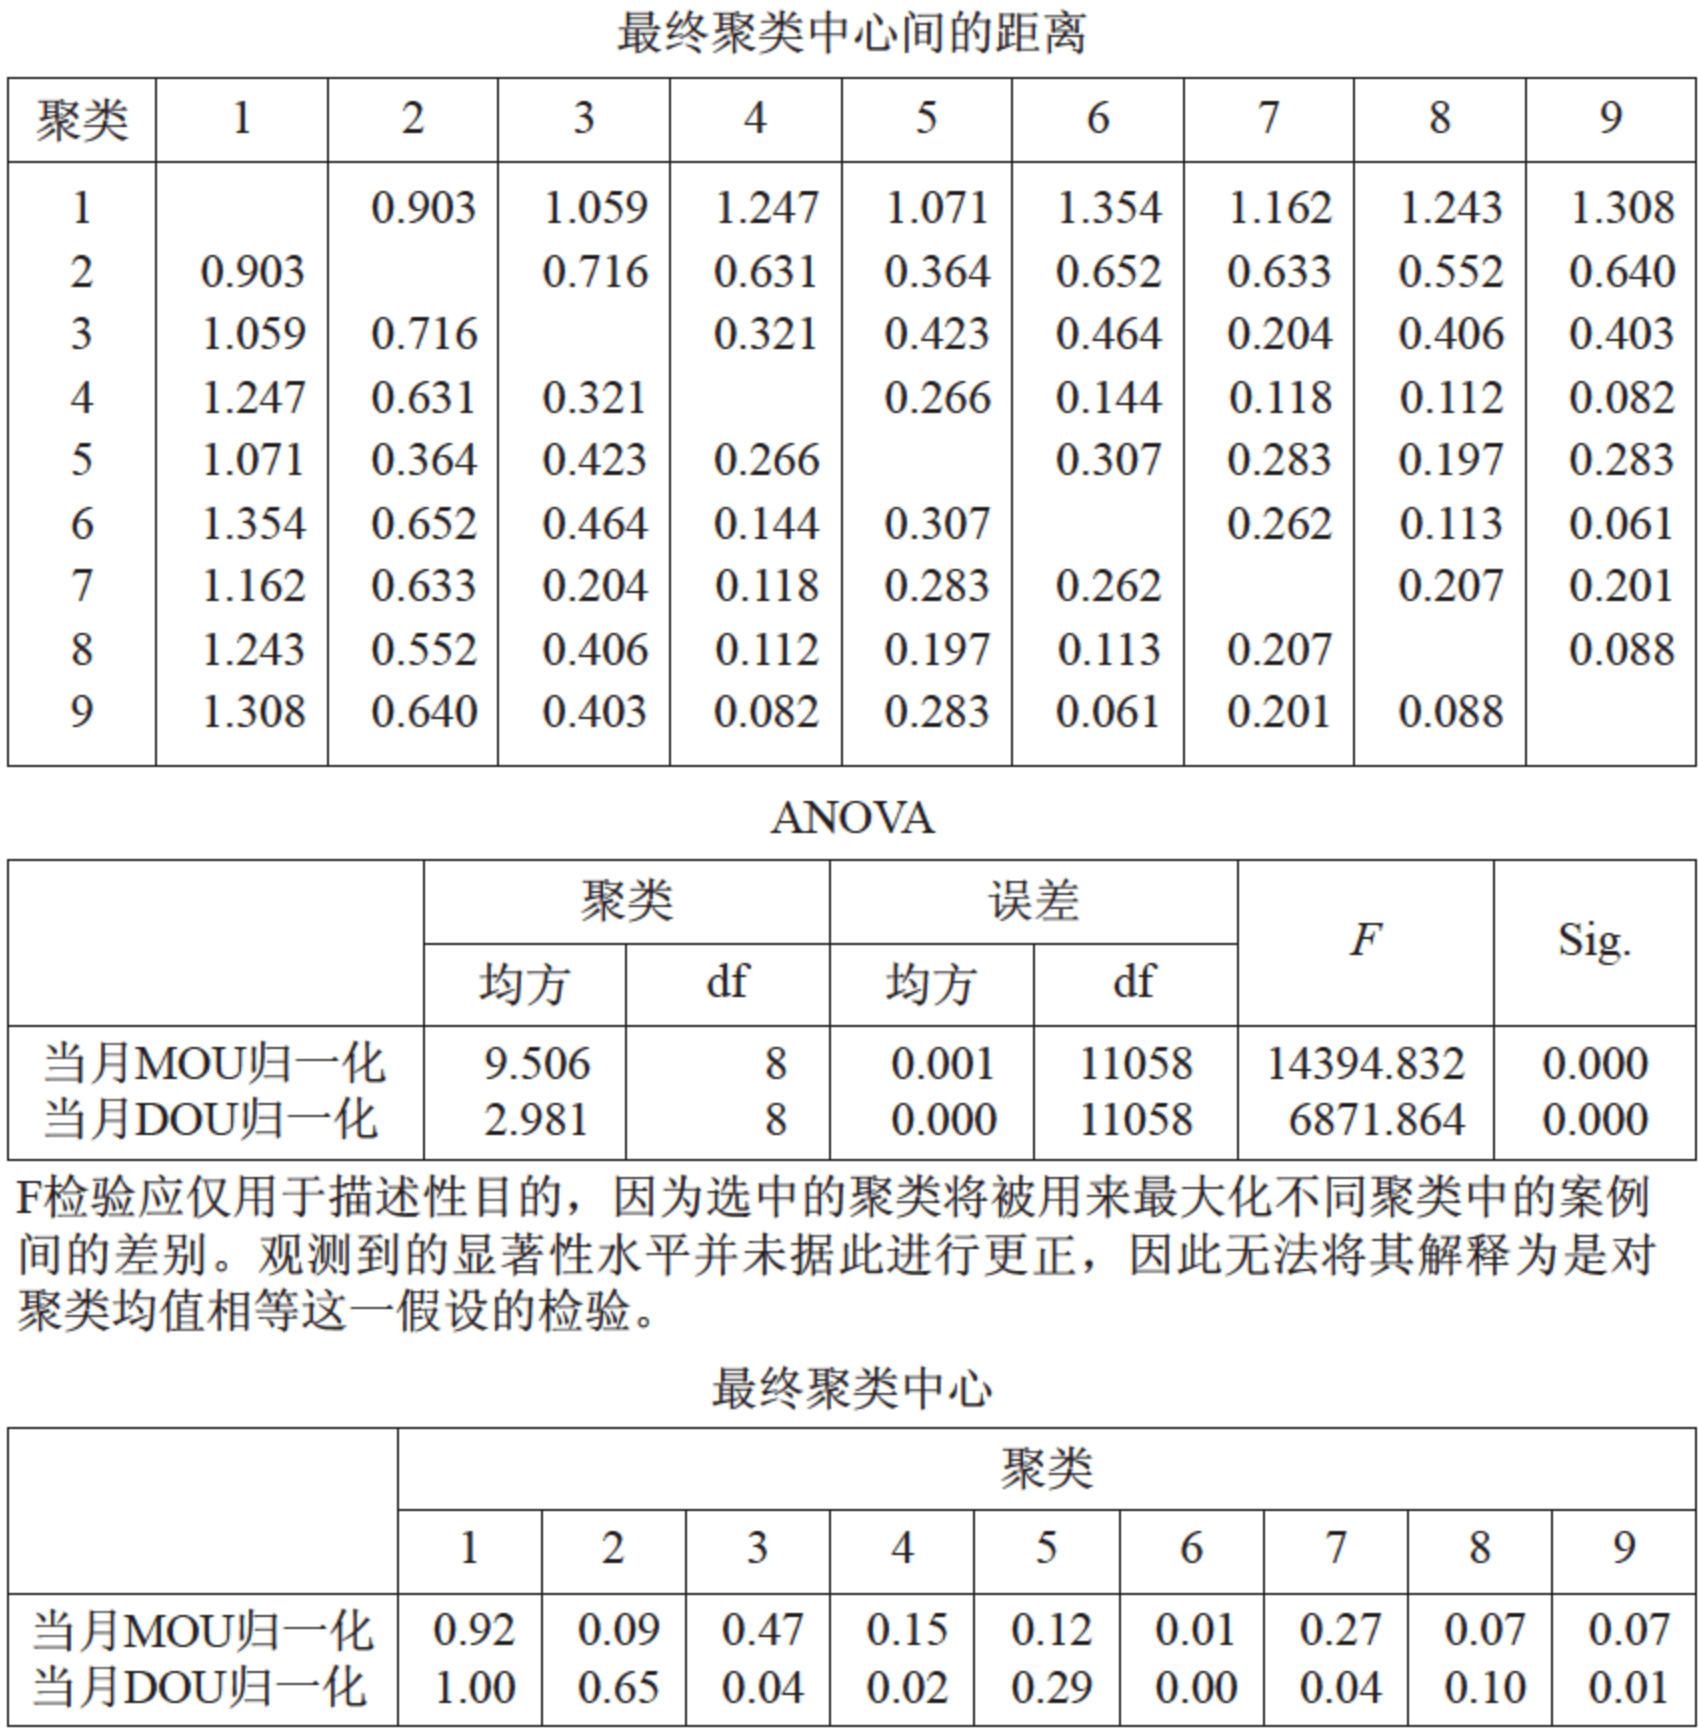 最终聚类中心间的距离
聚类 1 2 3 4 5 6 7 8 9
1 0.903 1.059 1.247 1.071 1.354 1.162 1.243 1.308
2 0.903 0.716 0.631 0.364 0.652 0.633 0.552 0.640
3 1.059 0.716 0.321 0.423 0.464 0.204 0.406 0.403
4 1.247 0.631 0.321 0.266 0.144 0.118 0.112 0.082
5 1.071 0.364 0.423 0.266 0.307 0.283 0.197 0.283
6 1.354 0.652 0.464 0.144 0.307 0.262 0.113 0.061
7 1.162 0.633 0.204 0.118 0.283 0.262 0.207 0.201
8 1.243 0.552 0.406 0.112 0.197 0.113 0.207 0.088
9 1.308 0.640 0.403 0.082 0.283 0.061 0.201 0.088
ANOVA
聚类 误差 F Sig.
均方 df 均方 df
当月MOU归一化 9.506 8 0.001 11058 14394.832 0.000
当月DOU归一化 2.981 8 0.000 11058 6871.864 0.000
F检验应仅用于描述性目的，因为选中的聚类将被用来最大化不同聚类中的案例
间的差别。观测到的显著性水平并未据此进行更正，因此无法将其解释为是对
聚类均值相等这一假设的检验。
最终聚类中心
聚类
1 2 3 4 5 6 7 8 9
当月MOU归一化 0.92 0.09 0.47 0.15 0.12 0.01 0.27 0.07 0.07
当月DOU归一化 1.00 0.65 0.04 0.02 0.29 0.00 0.04 0.10 0.01